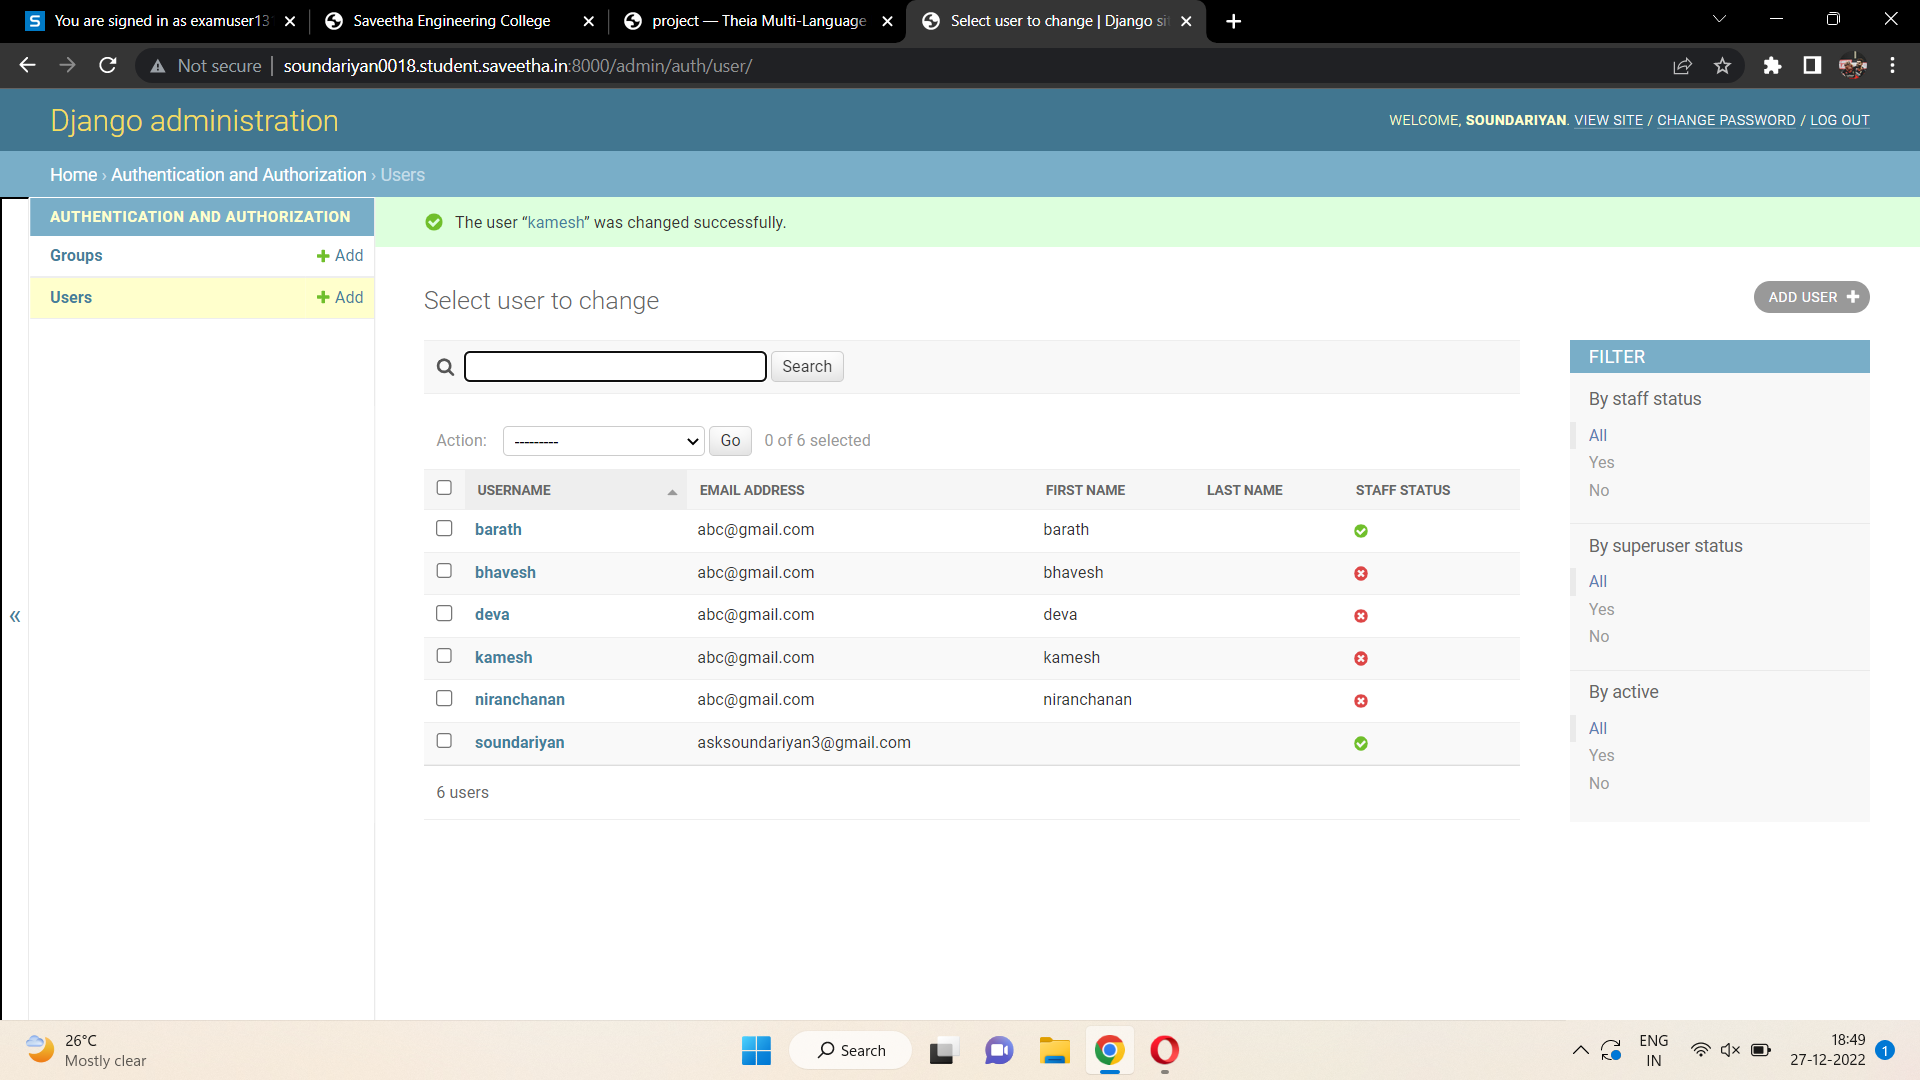 You are signed in as examuser13
Saveetha Engineering College
project — Theia Multi-Language
Select user to change | Django si
Not secure | soundariyan0018.student.saveetha.in:8000/admin/auth/user/
Django administration
WELCOME, SOUNDARIYAN. VIEW SITE / CHANGE PASSWORD / LOG OUT
Home › Authentication and Authorization › Users
AUTHENTICATION AND AUTHORIZATION
Groups
Add
Users
Add
«
The user “kamesh” was changed successfully.
Select user to change
ADD USER
Search
Action: --------- Go 0 of 6 selected
USERNAME EMAIL ADDRESS FIRST NAME LAST NAME STAFF STATUS
barath abc@gmail.com barath
bhavesh abc@gmail.com bhavesh
deva abc@gmail.com deva
kamesh abc@gmail.com kamesh
niranchanan abc@gmail.com niranchanan
soundariyan asksoundariyan3@gmail.com
6 users
FILTER
By staff status
All
Yes
No
By superuser status
All
Yes
No
By active
All
Yes
No
26°C
Mostly clear
Search
ENG
IN
18:49
27-12-2022
1